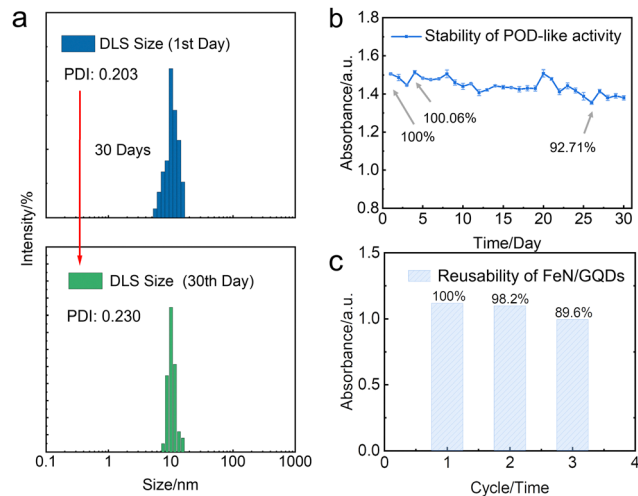 a
DLS Size (1st Day)
PDI: 0.203
30 Days
Intensity/%
DLS Size (30th Day)
PDI: 0.230
0.1 1 10 100 1000
Size/nm
b
1.8
1.6
1.4
1.2
1.0
Absorbance/a.u.
Stability of POD-like activity
100.06%
100%
92.71%
0 5 10 15 20 25 30
Time/Day
c
1.5
1.0
0.5
0.0
Absorbance/a.u.
Reusability of FeN/GQDs
100% 98.2% 89.6%
0 1 2 3 4
Cycle/Time